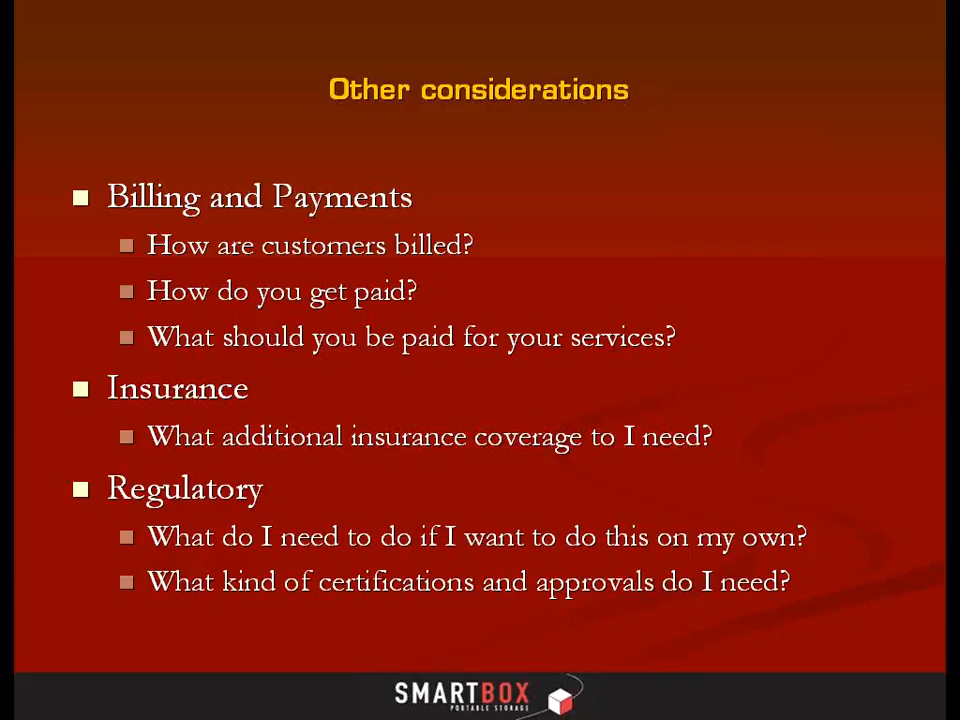 Other considerations
Billing and Payments
How are customers billed?
How do you get paid?
What should you be paid for your services?
Insurance
What additional insurance coverage to I need?
Regulatory
What do I need to do if I want to do this on my own?
What kind of certifications and approvals do I need?
SMARTBOX
PORTABLE STORAGE